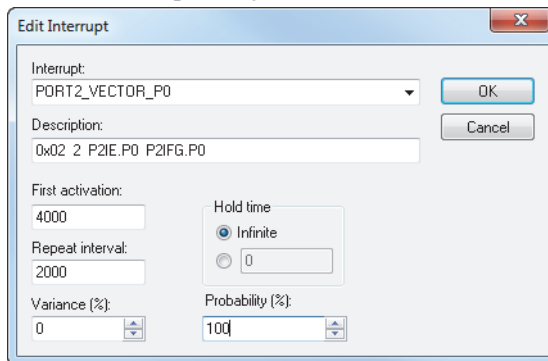 Edit Interrupt
Interrupt:
PORT2_VECTOR_P0
OK
Description:
Cancel
0x02 2 P2IE.P0 P2IFG.P0
First activation:
4000
Hold time
Infinite
Repeat interval:
2000
0
Variance (%):
Probability (%):
0
100